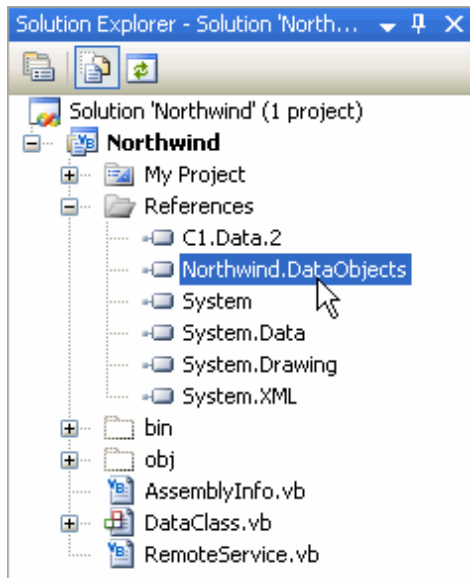 Solution Explorer - Solution 'North...
Solution 'Northwind' (1 project)
Northwind
My Project
References
C1.Data.2
Northwind.DataObjects
System
System.Data
System.Drawing
System.XML
bin
obj
AssemblyInfo.vb
DataClass.vb
RemoteService.vb